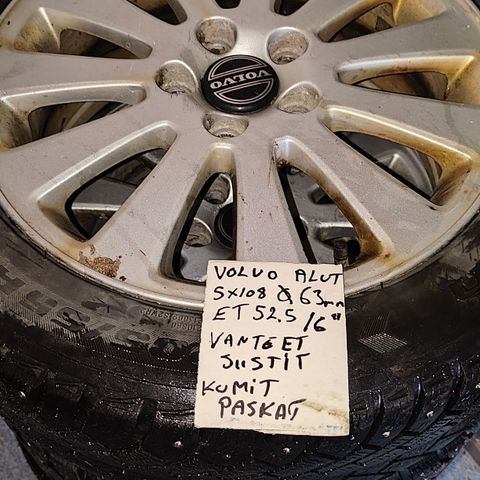 VOLVO
VOLVO ALUT
5x108 Ø 63mm
ET 52.5 16"
VANTEET
SIISTIT
KUMIT
PASKAT